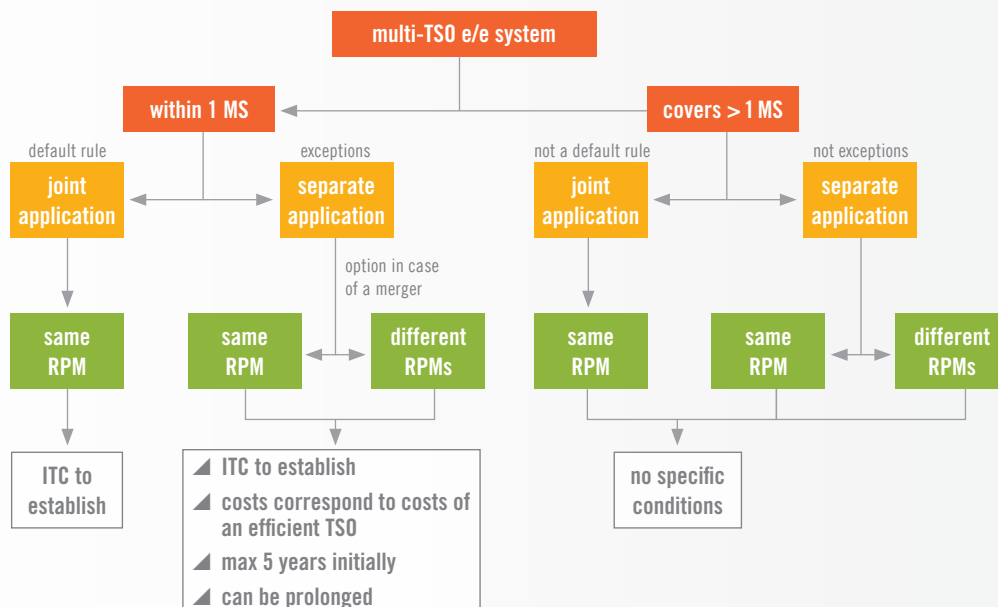 multi-TSO e/e system
within 1 MS
covers > 1 MS
default rule
exceptions
not a default rule
not exceptions
joint
application
separate
application
joint
application
separate
application
option in case
of a merger
same
RPM
same
RPM
different
RPMs
same
RPM
same
RPM
different
RPMs
ITC to
establish
ITC to establish
costs correspond to costs of
an efficient TSO
max 5 years initially
can be prolonged
no specific
conditions